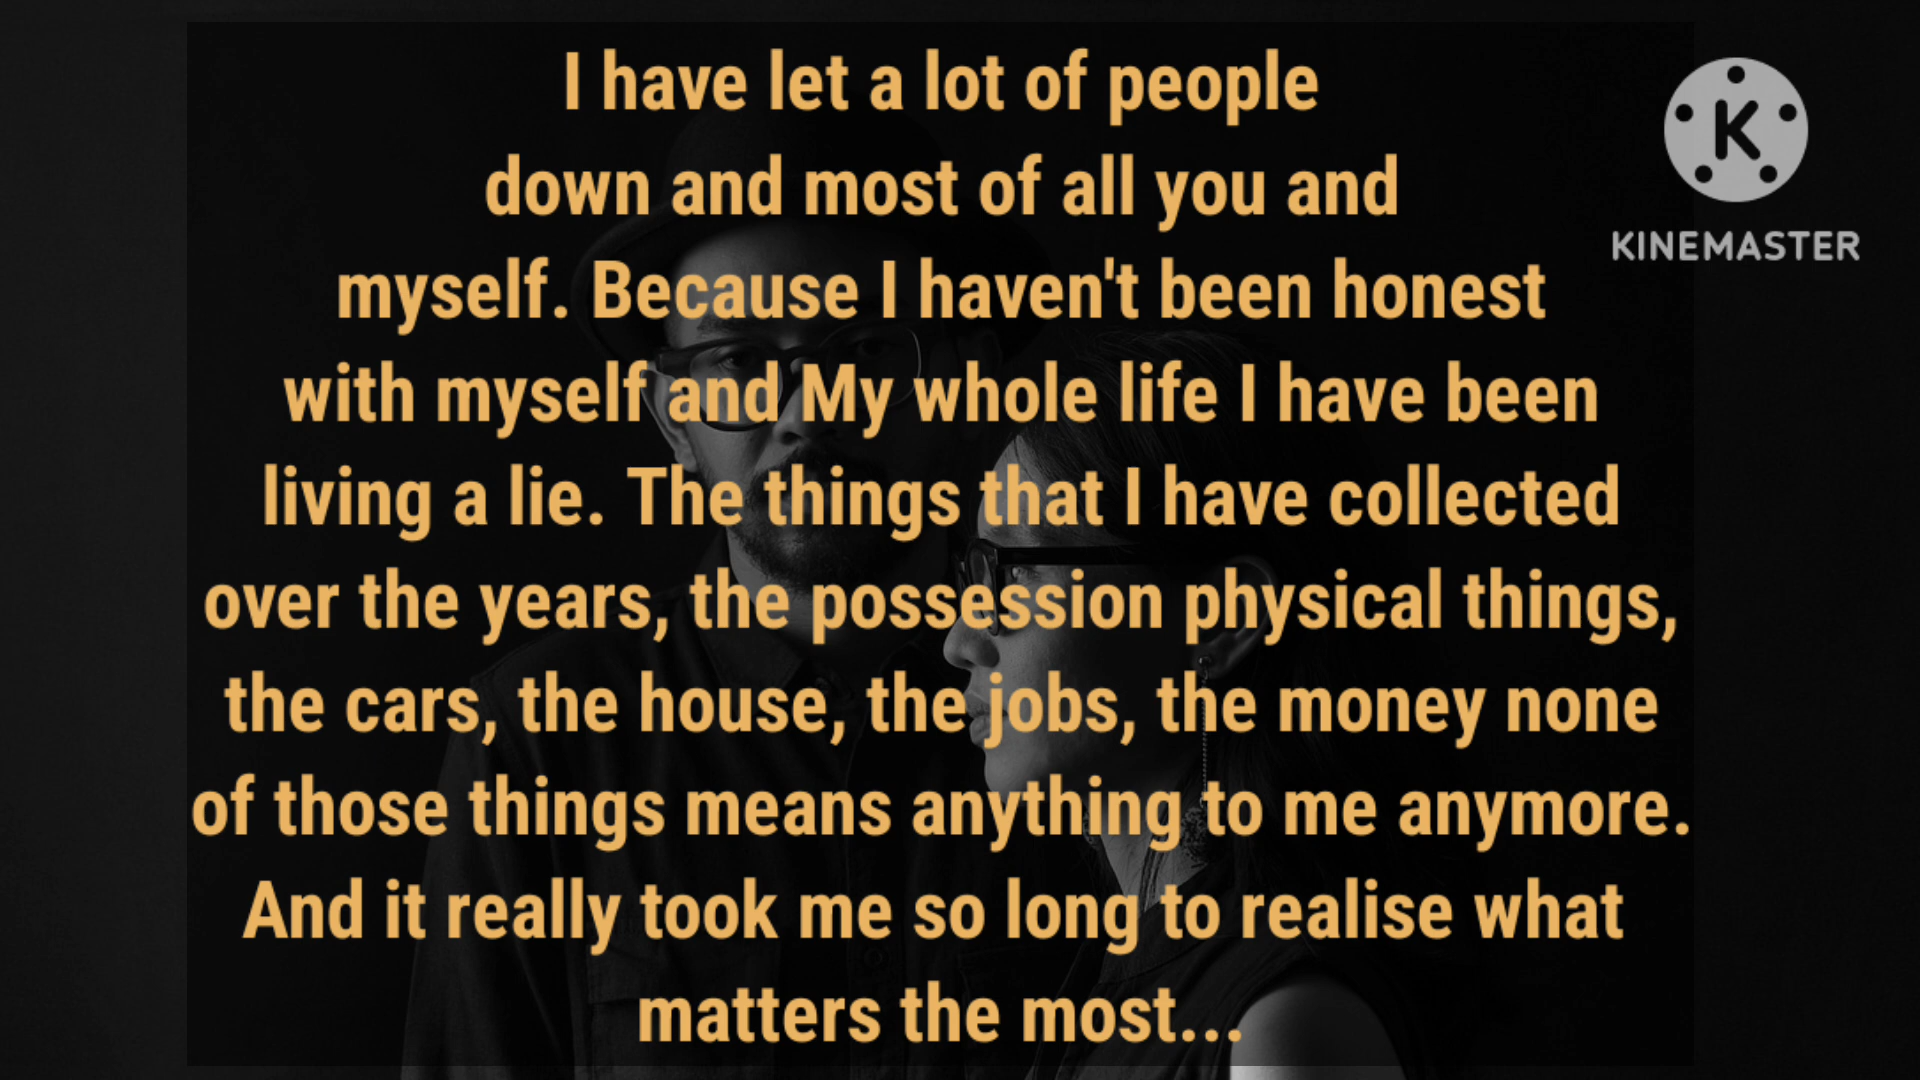 I have let a lot of people
down and most of all you and
myself. Because I haven't been honest
with myself and My whole life I have been
living a lie. The things that I have collected
over the years, the possession physical things,
the cars, the house, the jobs, the money none
of those things means anything to me anymore.
And it really took me so long to realise what
matters the most...
K
KINEMASTER